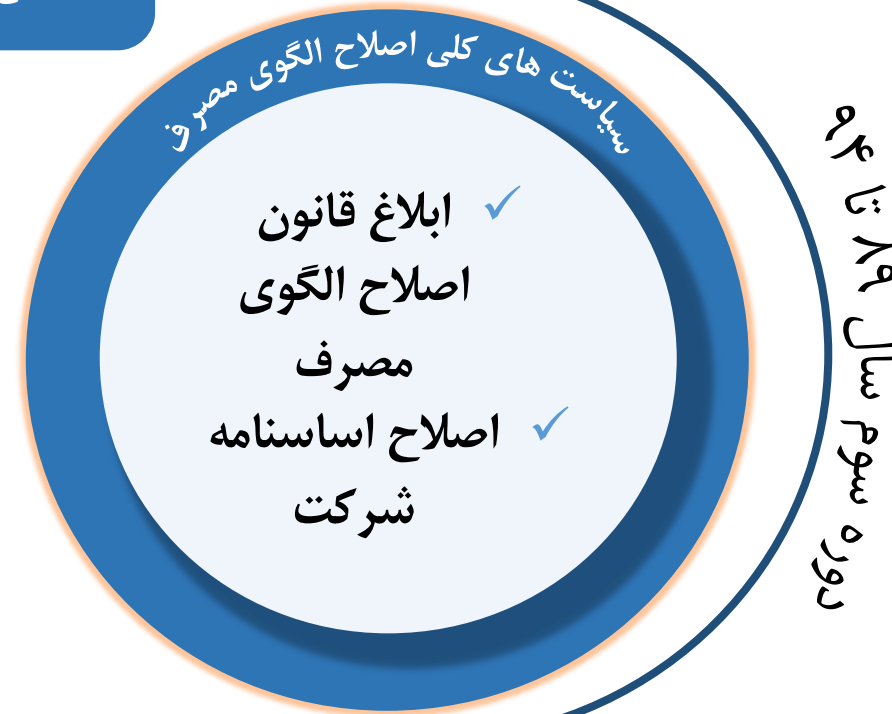 سیاست های کلی اصلاح الگوی مصرف
✓ ابلاغ قانون
اصلاح الگوی
مصرف
✓ اصلاح اساسنامه
شرکت
دوره سوم سال ۸۹ تا ۹۴